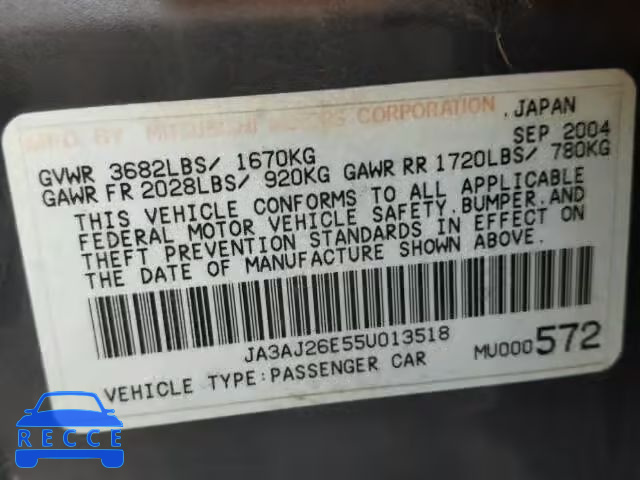 MFD. BY MITSUBISHI MOTORS CORPORATION, JAPAN
SEP 2004
GVWR 3682LBS/ 1670KG
GAWR FR 2028LBS/ 920KG GAWR RR 1720LBS/ 780KG
THIS VEHICLE CONFORMS TO ALL APPLICABLE
FEDERAL MOTOR VEHICLE SAFETY,BUMPER,AND
THEFT PREVENTION STANDARDS IN EFFECT ON
THE DATE OF MANUFACTURE SHOWN ABOVE.
JA3AJ26E55U013518
VEHICLE TYPE:PASSENGER CAR MU000572
RECCE